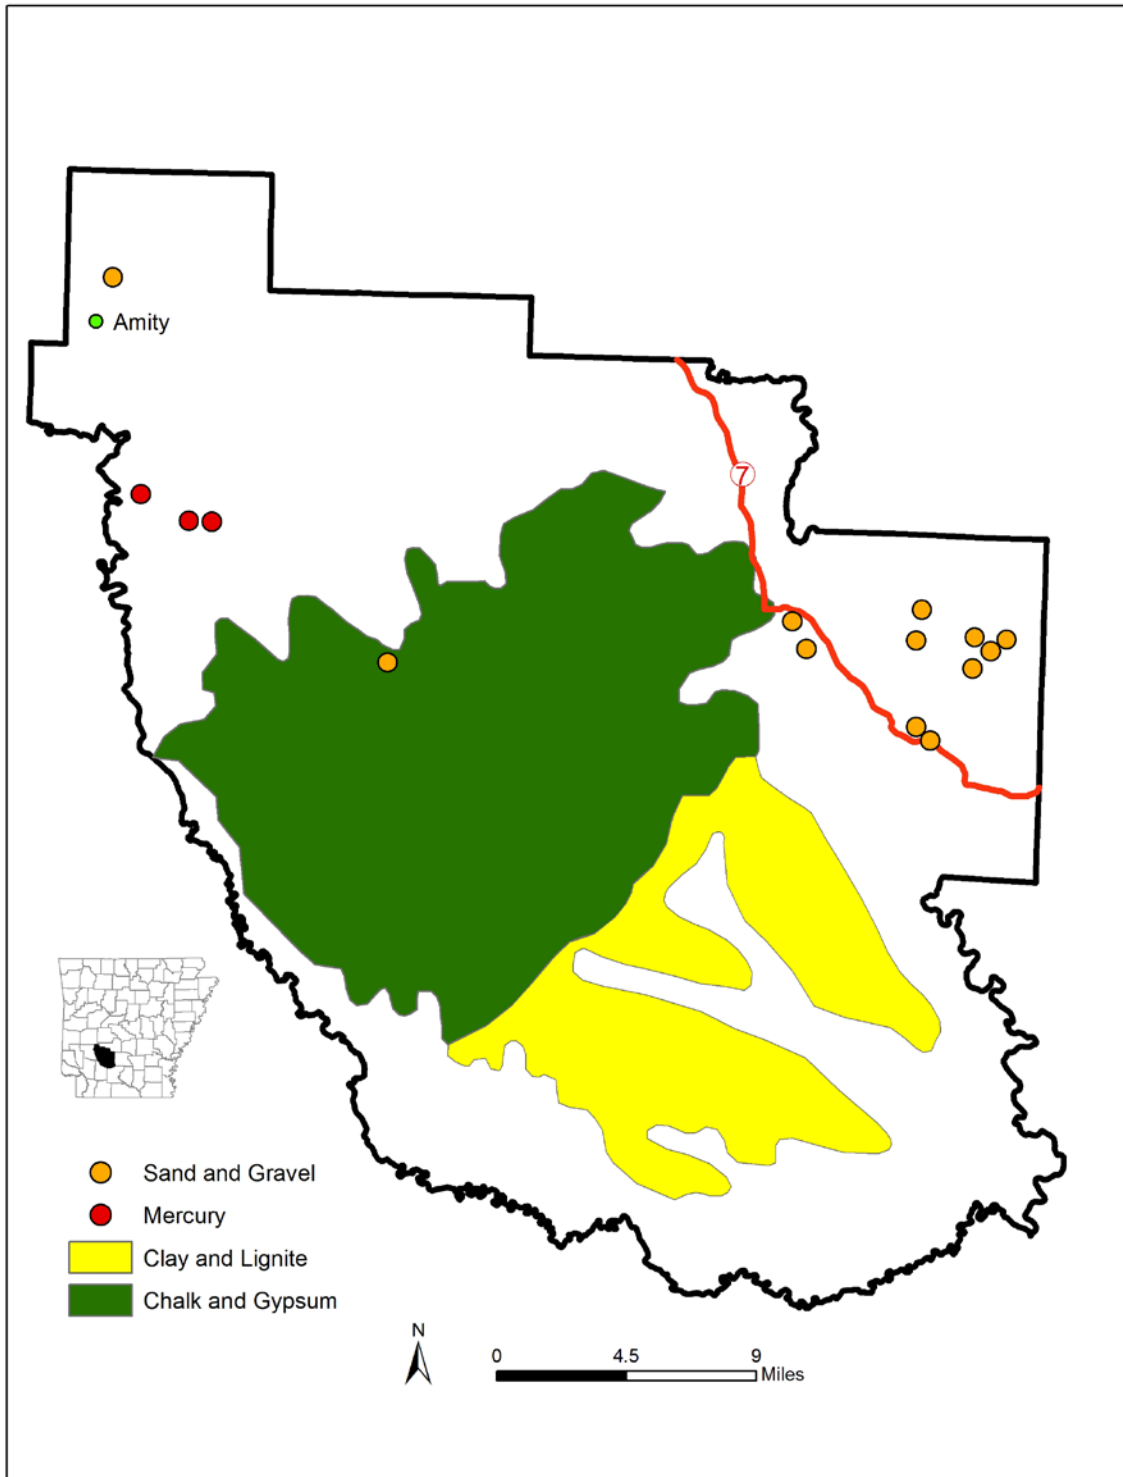 Amity
7
Sand and Gravel
Mercury
Clay and Lignite
Chalk and Gypsum
N
0 4.5 9
Miles